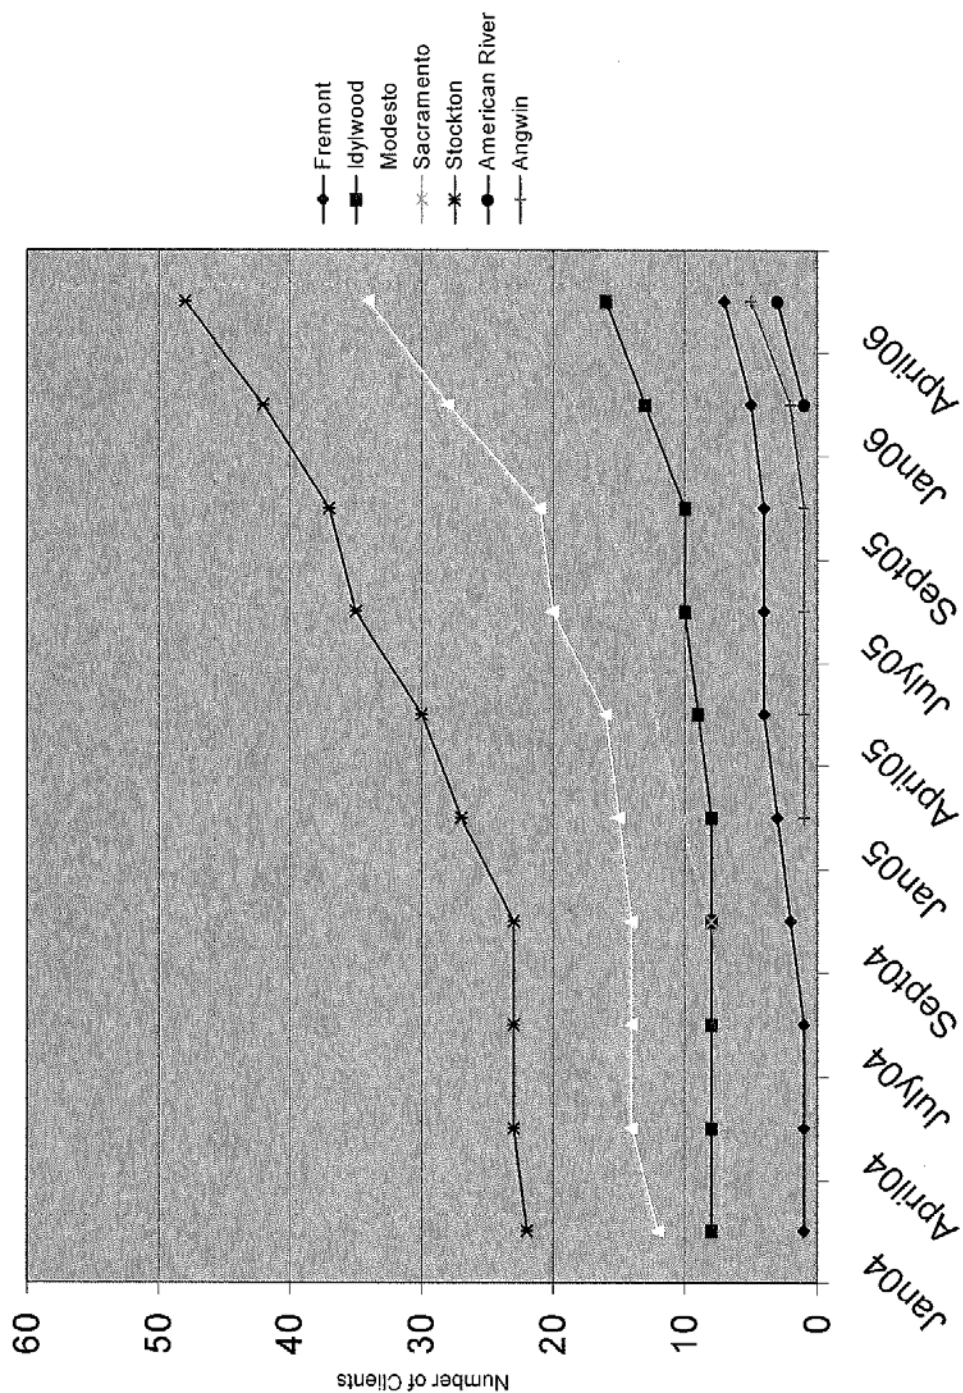 60
50
40
30
20
10
0
Number of Clients
Jan04
April04
July04
Sept04
Jan05
April05
July05
Sept05
Jan06
April06
Fremont
Idylwood
Modesto
Sacramento
Stockton
American River
Angwin